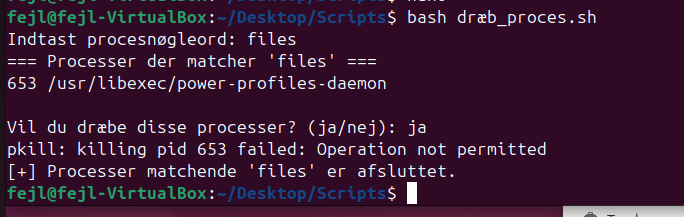 fejl@fejl-VirtualBox:~/Desktop/Scripts$ bash dræb_proces.sh
Indtast procesnøgleord: files
=== Processer der matcher 'files' ===
653 /usr/libexec/power-profiles-daemon
Vil du dræbe disse processer? (ja/nej): ja
pkill: killing pid 653 failed: Operation not permitted
[+] Processer matchende 'files' er afsluttet.
fejl@fejl-VirtualBox:~/Desktop/Scripts$